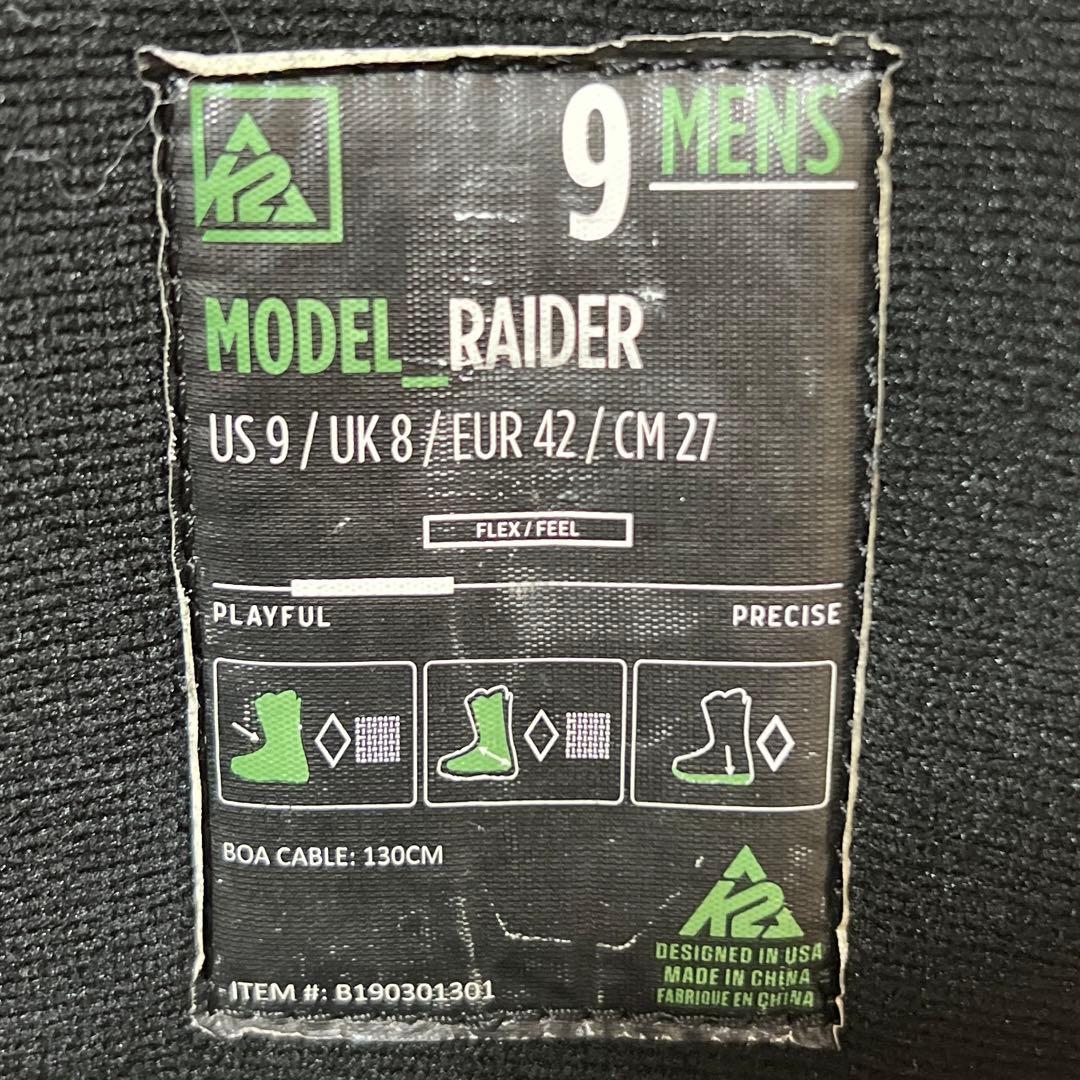 K2
9 MENS
MODEL_RAIDER
US 9 / UK 8 / EUR 42 / CM 27
FLEX / FEEL
PLAYFUL PRECISE
BOA CABLE: 130CM
K2
DESIGNED IN USA
MADE IN CHINA
FABRIQUE EN CHINA
ITEM #: B190301301